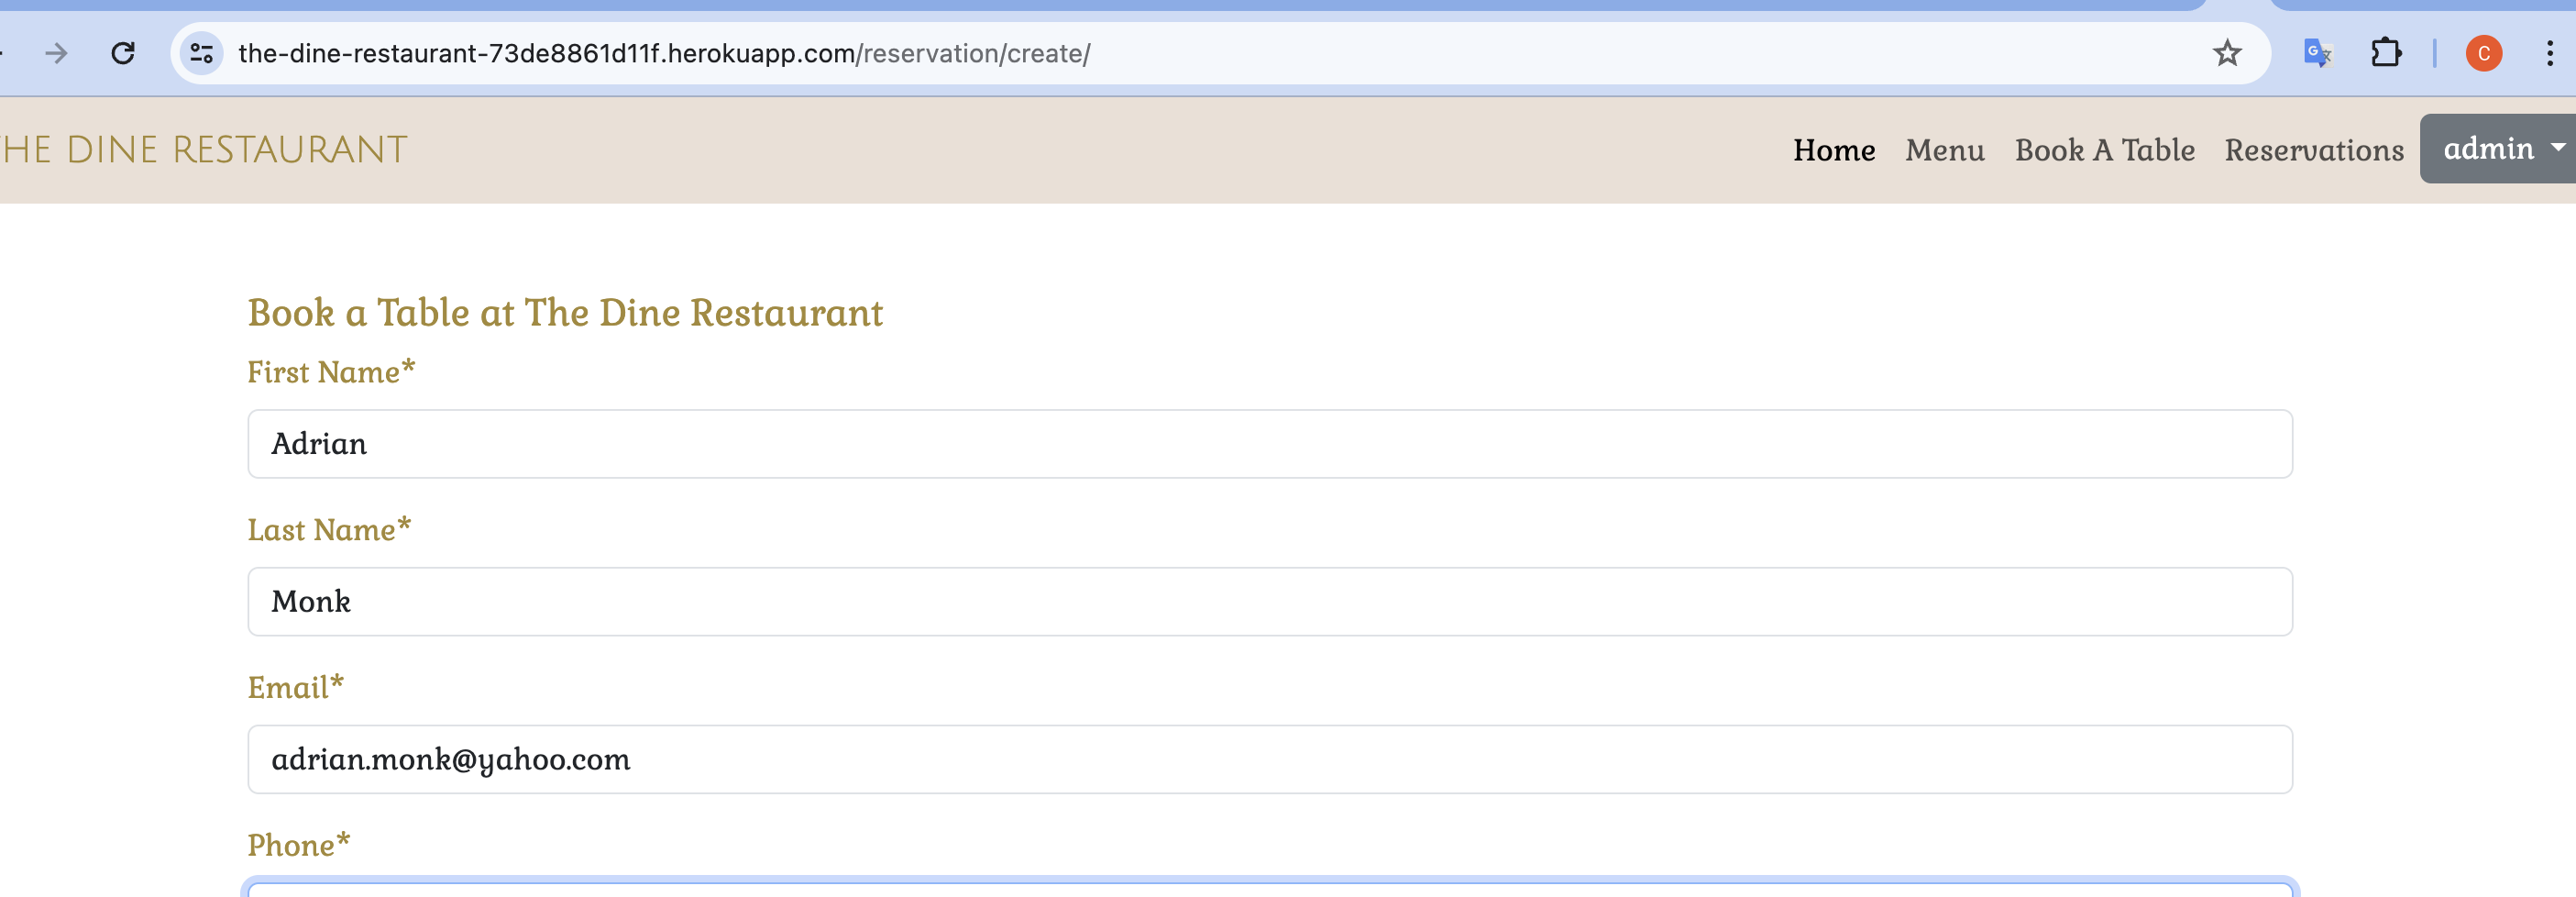 the-dine-restaurant-73de8861d11f.herokuapp.com/reservation/create/
C
HE DINE RESTAURANT
Home Menu Book A Table Reservations admin
Book a Table at The Dine Restaurant
First Name*
Adrian
Last Name*
Monk
Email*
adrian.monk@yahoo.com
Phone*